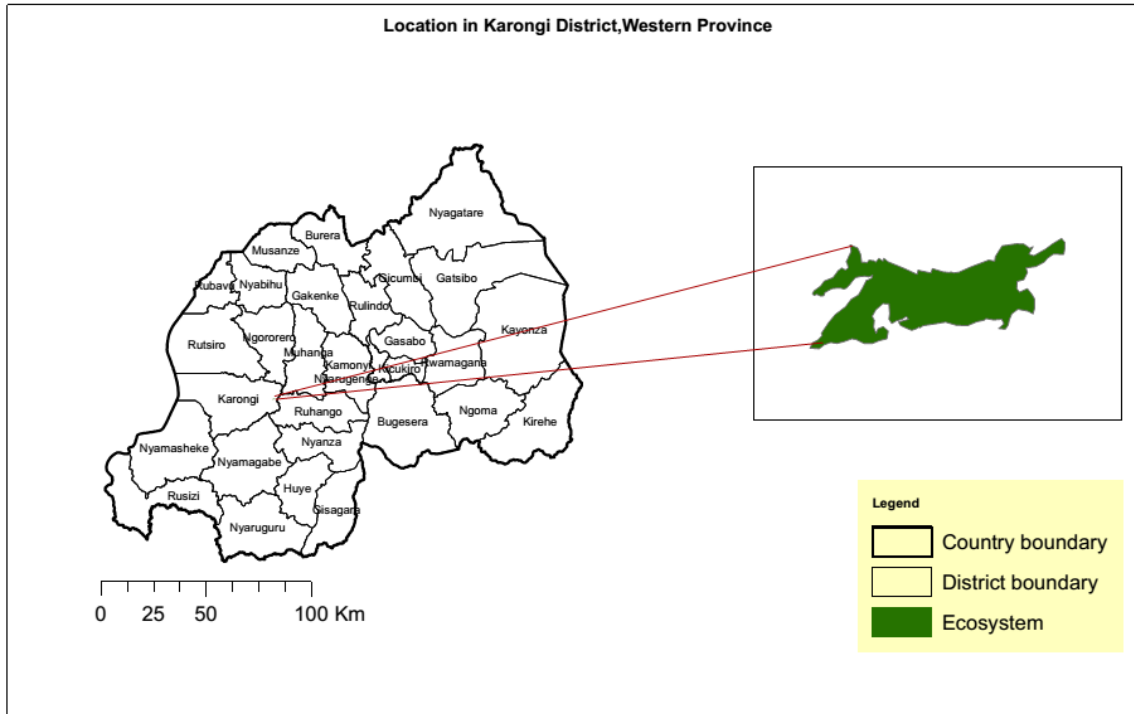 Location in Karongi District,Western Province
Nyagatare
Burera
Musanze
Gicumbi
Gatsibo
Rubavu
Nyabihu
Gakenke
Rulindo
Kayonza
Rutsiro
Ngororero
Gasabo
Muhanga
Kamonyi
Rwamagana
Kicukiro
Nyarugenge
Karongi
Ruhango
Bugesera
Ngoma
Kirehe
Nyamasheke
Nyanza
Nyamagabe
Huye
Rusizi
Gisagara
Nyaruguru
0 25 50 100 Km
Legend
Country boundary
District boundary
Ecosystem